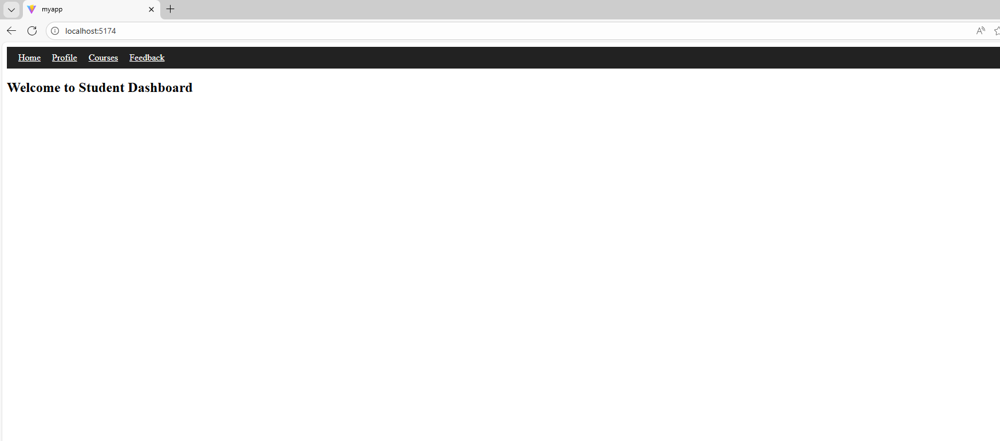 myapp
localhost:5174
Home Profile Courses Feedback
Welcome to Student Dashboard